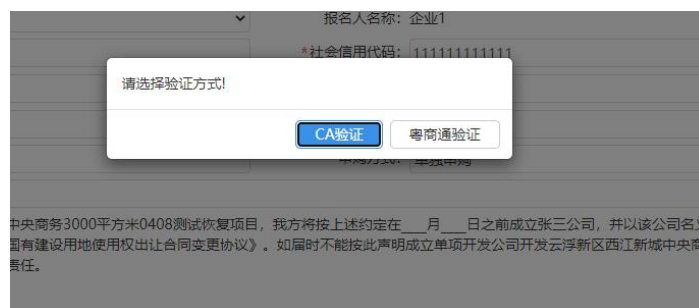 报名人名称: 企业1
*社会信用代码: 111111111111
请选择验证方式!
CA验证 粤商通验证
申购方式: 单独申购
中央商务3000平方米0408测试恢复项目，我方将按上述约定在___月___日之前成立张三公司，并以该公司名义
国有建设用地使用权出让合同变更协议》。如届时不能按此声明成立单项开发公司开发云浮新区西江新城中央商
责任。